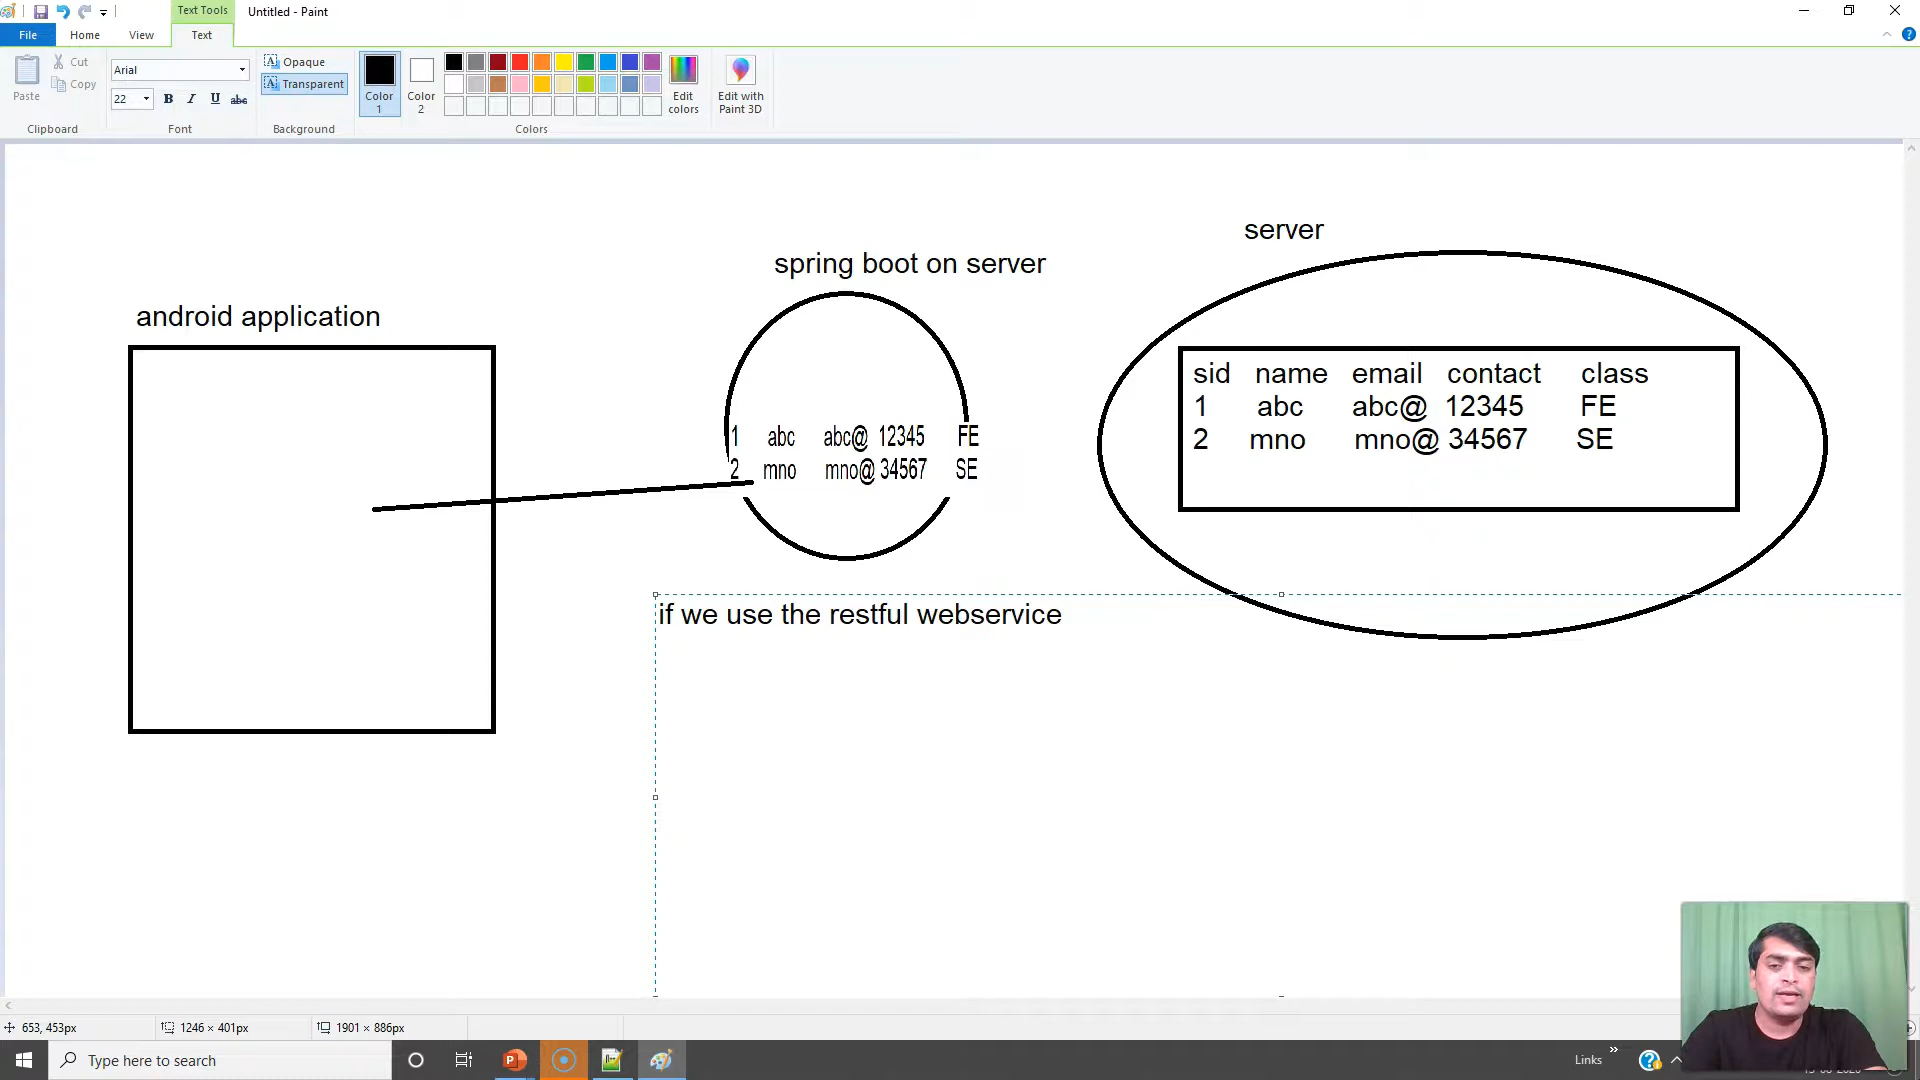 Text Tools
Untitled - Paint
File
Home
View
Text
Paste
Cut
Copy
Clipboard
Arial
22
B I U abc
Font
Opaque
Transparent
Background
Color 1
Color 2
Edit colors
Colors
Edit with Paint 3D
server
spring boot on server
android application
sid name email contact class
1 abc abc@ 12345 FE
2 mno mno@ 34567 SE
1 abc abc@ 12345 FE
2 mno mno@ 34567 SE
if we use the restful webservice
653, 453px
1246 × 401px
1901 × 886px
Type here to search
Links